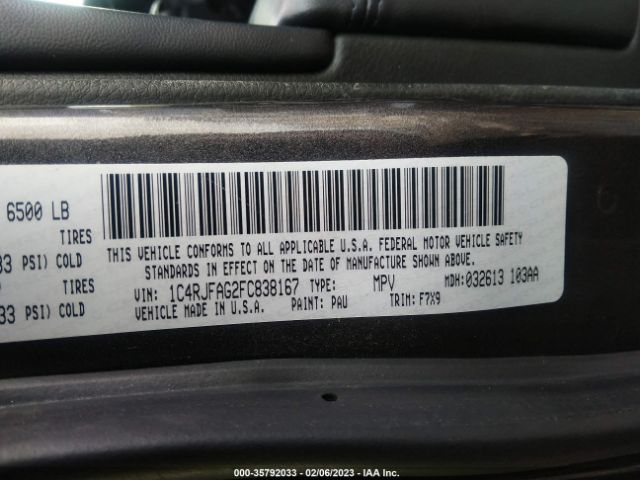 6500 LB
TIRES
33 PSI) COLD
TIRES
33 PSI) COLD
THIS VEHICLE CONFORMS TO ALL APPLICABLE U.S.A. FEDERAL MOTOR VEHICLE SAFETY
STANDARDS IN EFFECT ON THE DATE OF MANUFACTURE SHOWN ABOVE.
VIN: 1C4RJFAG2FC838167 TYPE: MPV MDH:032613 103AA
VEHICLE MADE IN U.S.A. PAINT: PAU TRIM: F7X9
000-35792033 - 02/06/2023 - IAA Inc.